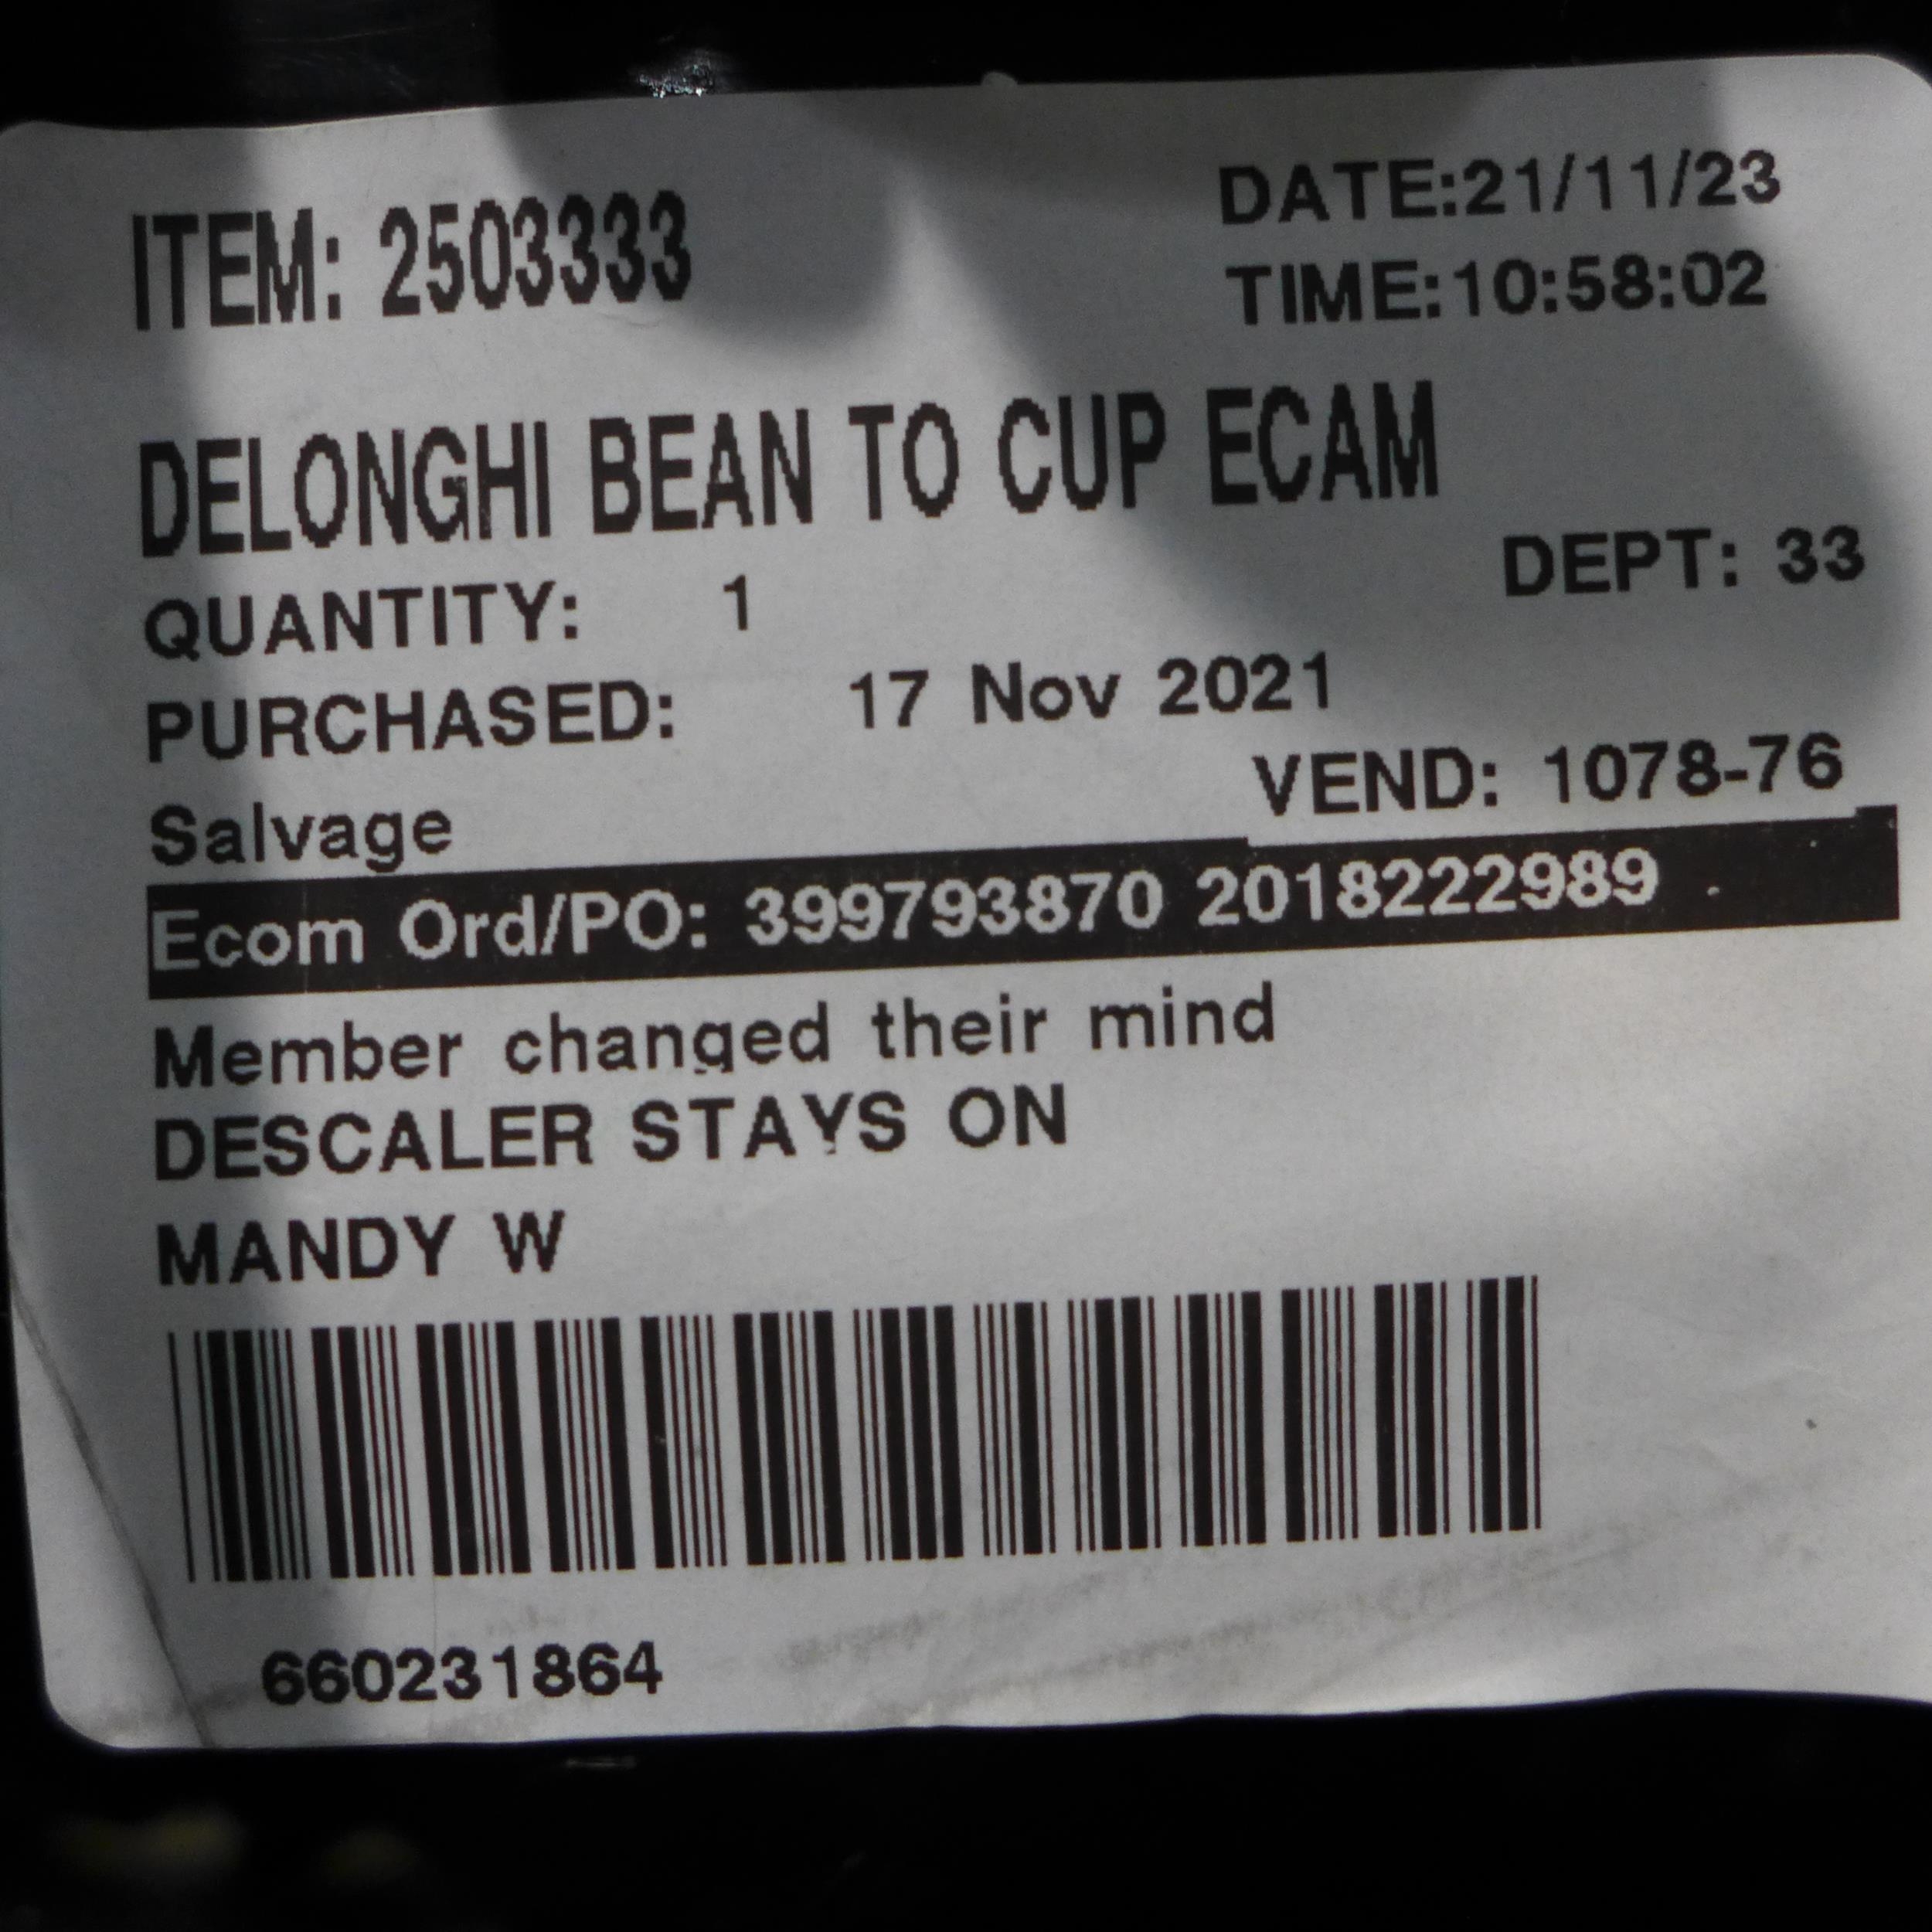 ITEM: 2503333
DATE:21/11/23
TIME:10:58:02
DELONGHI BEAN TO CUP ECAM
DEPT: 33
QUANTITY: 1
PURCHASED: 17 Nov 2021
VEND: 1078-76
Salvage
Ecom Ord/PO: 399793870 2018222989
Member changed their mind
DESCALER STAYS ON
MANDY W
660231864